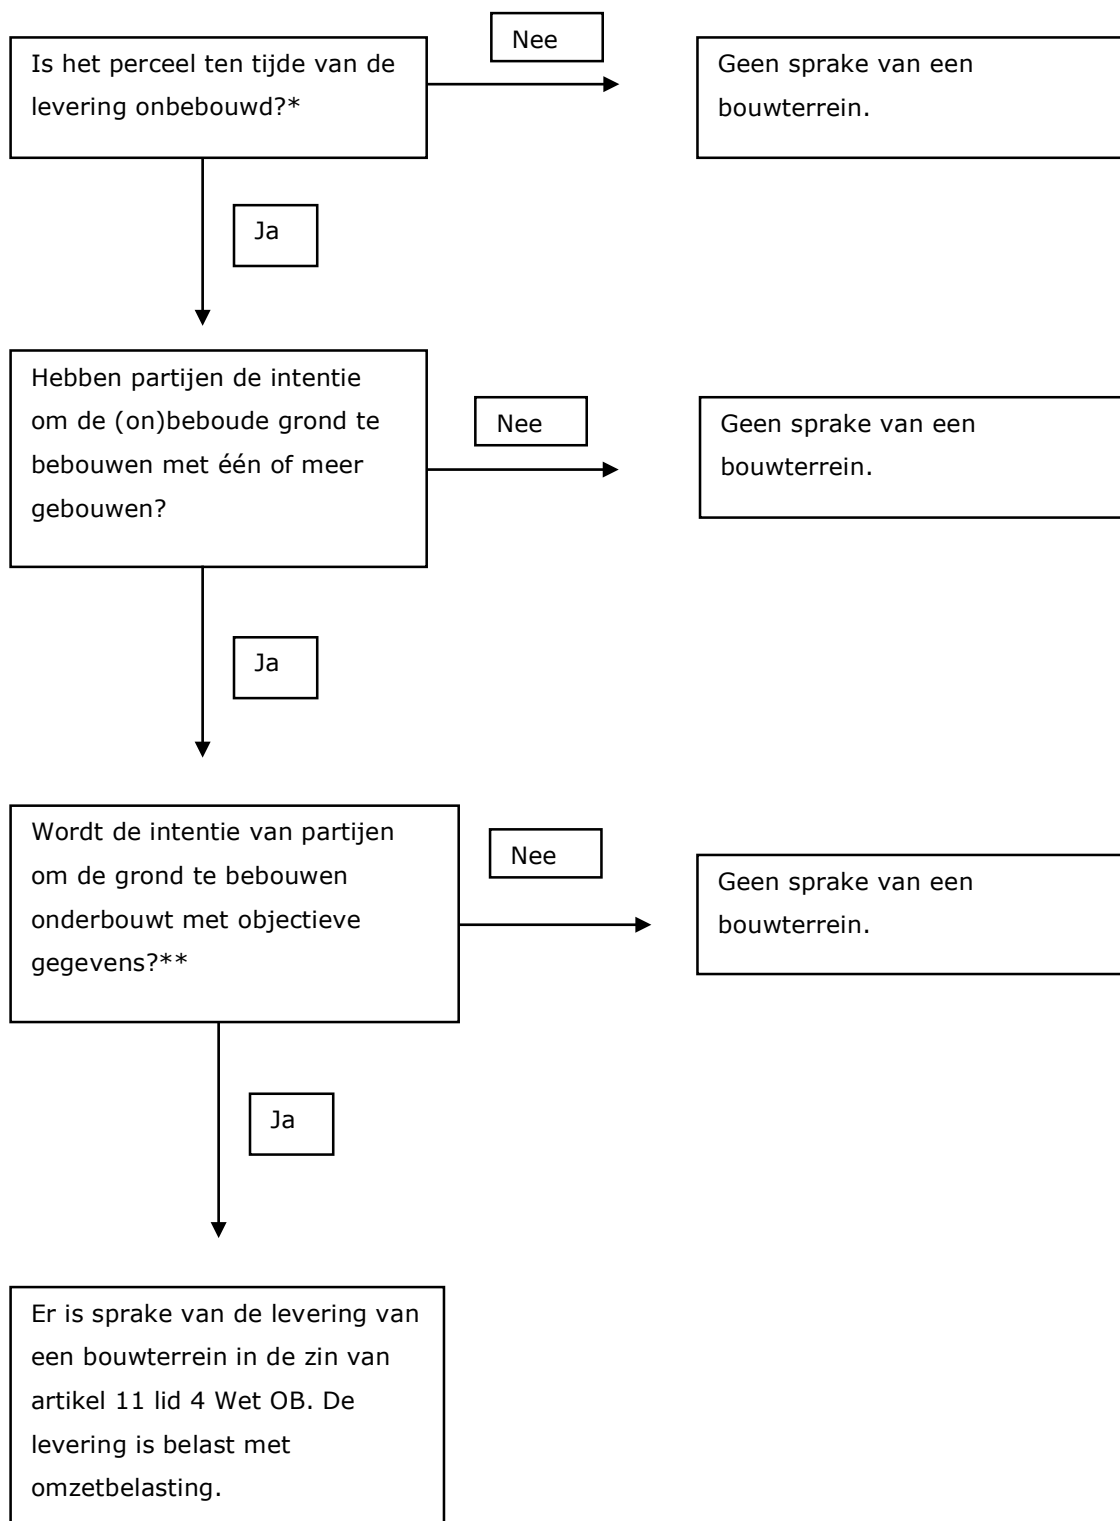 Is het perceel ten tijde van de
levering onbebouwd?*
Nee
Geen sprake van een
bouwterrein.
Ja
Hebben partijen de intentie
om de (on)beboude grond te
bebouwen met één of meer
gebouwen?
Nee
Geen sprake van een
bouwterrein.
Ja
Wordt de intentie van partijen
om de grond te bebouwen
onderbouwt met objectieve
gegevens?**
Nee
Geen sprake van een
bouwterrein.
Ja
Er is sprake van de levering van
een bouwterrein in de zin van
artikel 11 lid 4 Wet OB. De
levering is belast met
omzetbelasting.